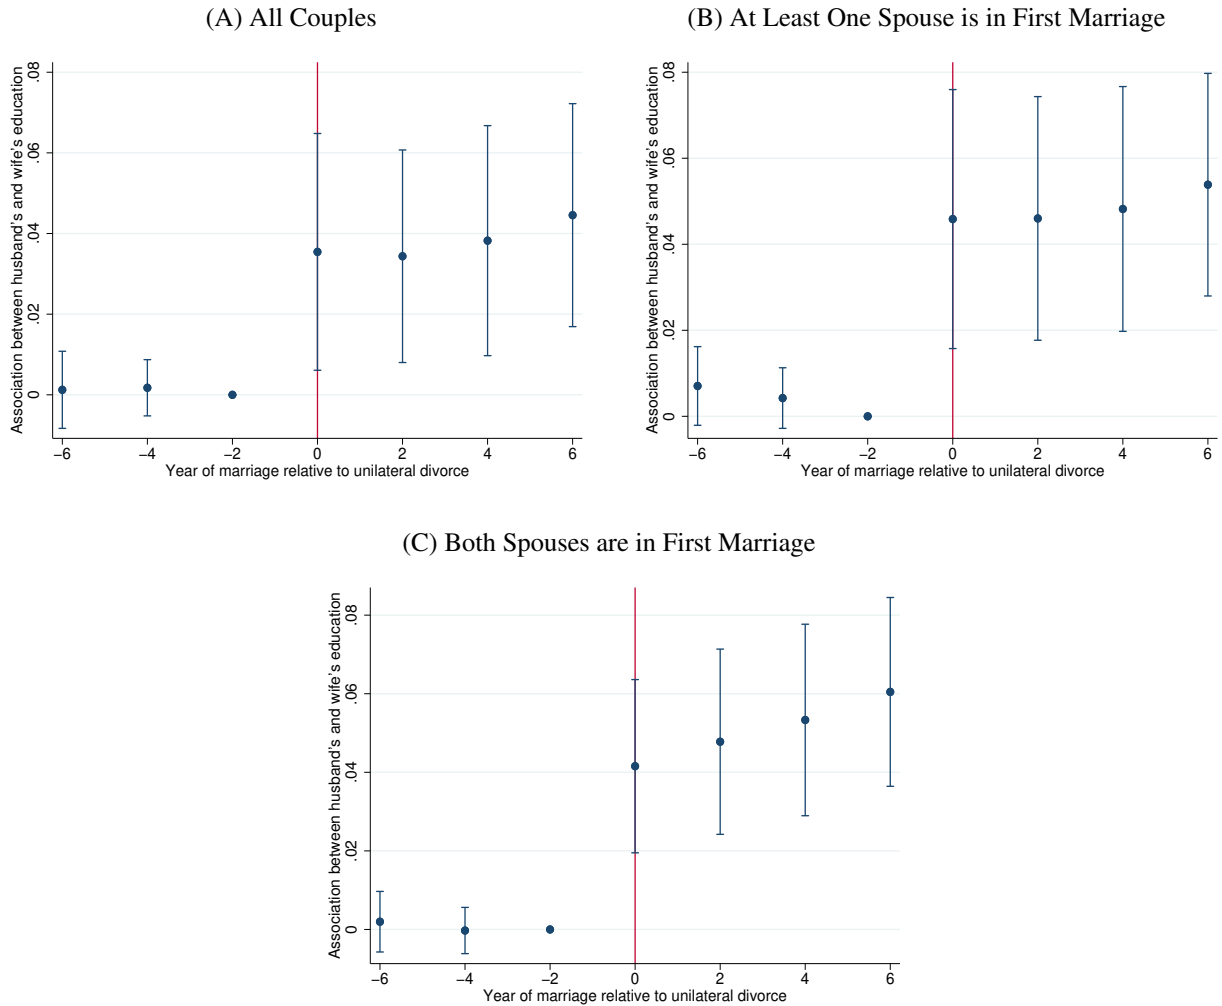 (A) All Couples
Association between husband's and wife's education
.08
.06
.04
.02
0
−6 −4 −2 0 2 4 6
Year of marriage relative to unilateral divorce
(B) At Least One Spouse is in First Marriage
Association between husband's and wife's education
.08
.06
.04
.02
0
−6 −4 −2 0 2 4 6
Year of marriage relative to unilateral divorce
(C) Both Spouses are in First Marriage
Association between husband's and wife's education
.08
.06
.04
.02
0
−6 −4 −2 0 2 4 6
Year of marriage relative to unilateral divorce